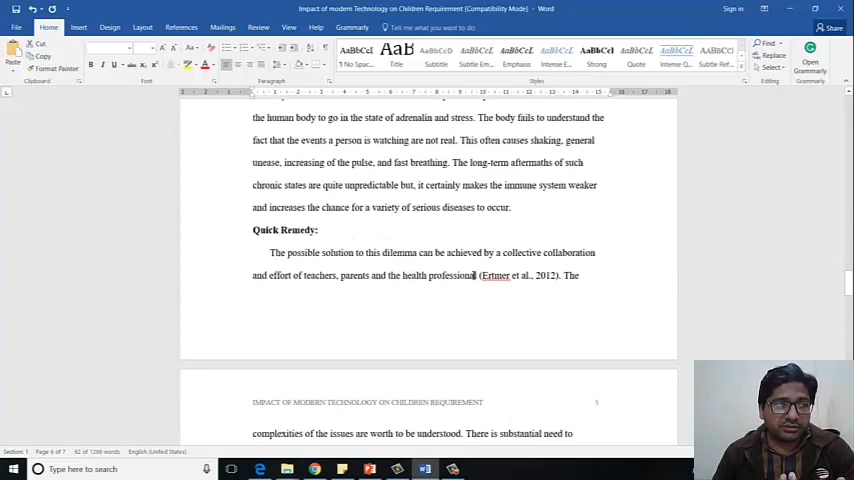 Impact of modern Technology on Children Requirement [Compatibility Mode] - Word
Sign in
File Home Insert Design Layout References Mailings Review View Help Grammarly Tell me what you want to do Share
Paste
Cut
Copy
Format Painter
Clipboard
Font
Paragraph
AaBbCcI AaB AaBbCcD AaBbCcL AaBbCcL AaBbCcL AaBbCcI AaBbCcL AaBbCcL AaBbCcI
¶ No Spac... Title Subtitle Subtle Em... Emphasis Intense E... Strong Quote Intense Q... Subtle Ref...
Styles
Find
Replace
Select
Editing
Open Grammarly
Grammarly
the human body to go in the state of adrenalin and stress. The body fails to understand the
fact that the events a person is watching are not real. This often causes shaking, general
unease, increasing of the pulse, and fast breathing. The long-term aftermaths of such
chronic states are quite unpredictable but, it certainly makes the immune system weaker
and increases the chance for a variety of serious diseases to occur.
Quick Remedy:
The possible solution to this dilemma can be achieved by a collective collaboration
and effort of teachers, parents and the health professional (Ertmer et al., 2012). The
IMPACT OF MODERN TECHNOLOGY ON CHILDREN REQUIREMENT 5
complexities of the issues are worth to be understood. There is substantial need to
Section: 1 Page 6 of 7 62 of 1296 words English (United States)
Type here to search